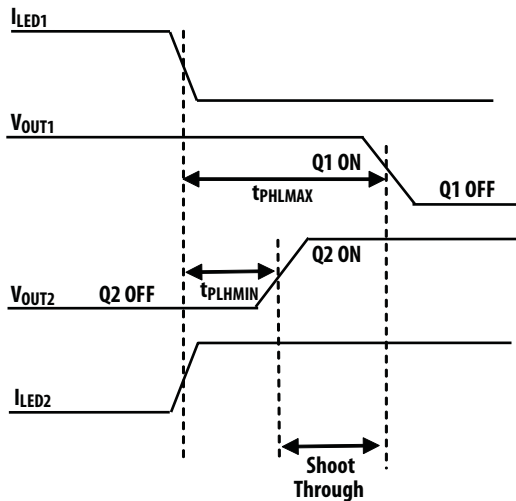 ILED1
VOUT1
Q1 ON
tPHLMAX
Q1 OFF
Q2 ON
tPLHMIN
VOUT2 Q2 OFF
ILED2
Shoot
Through